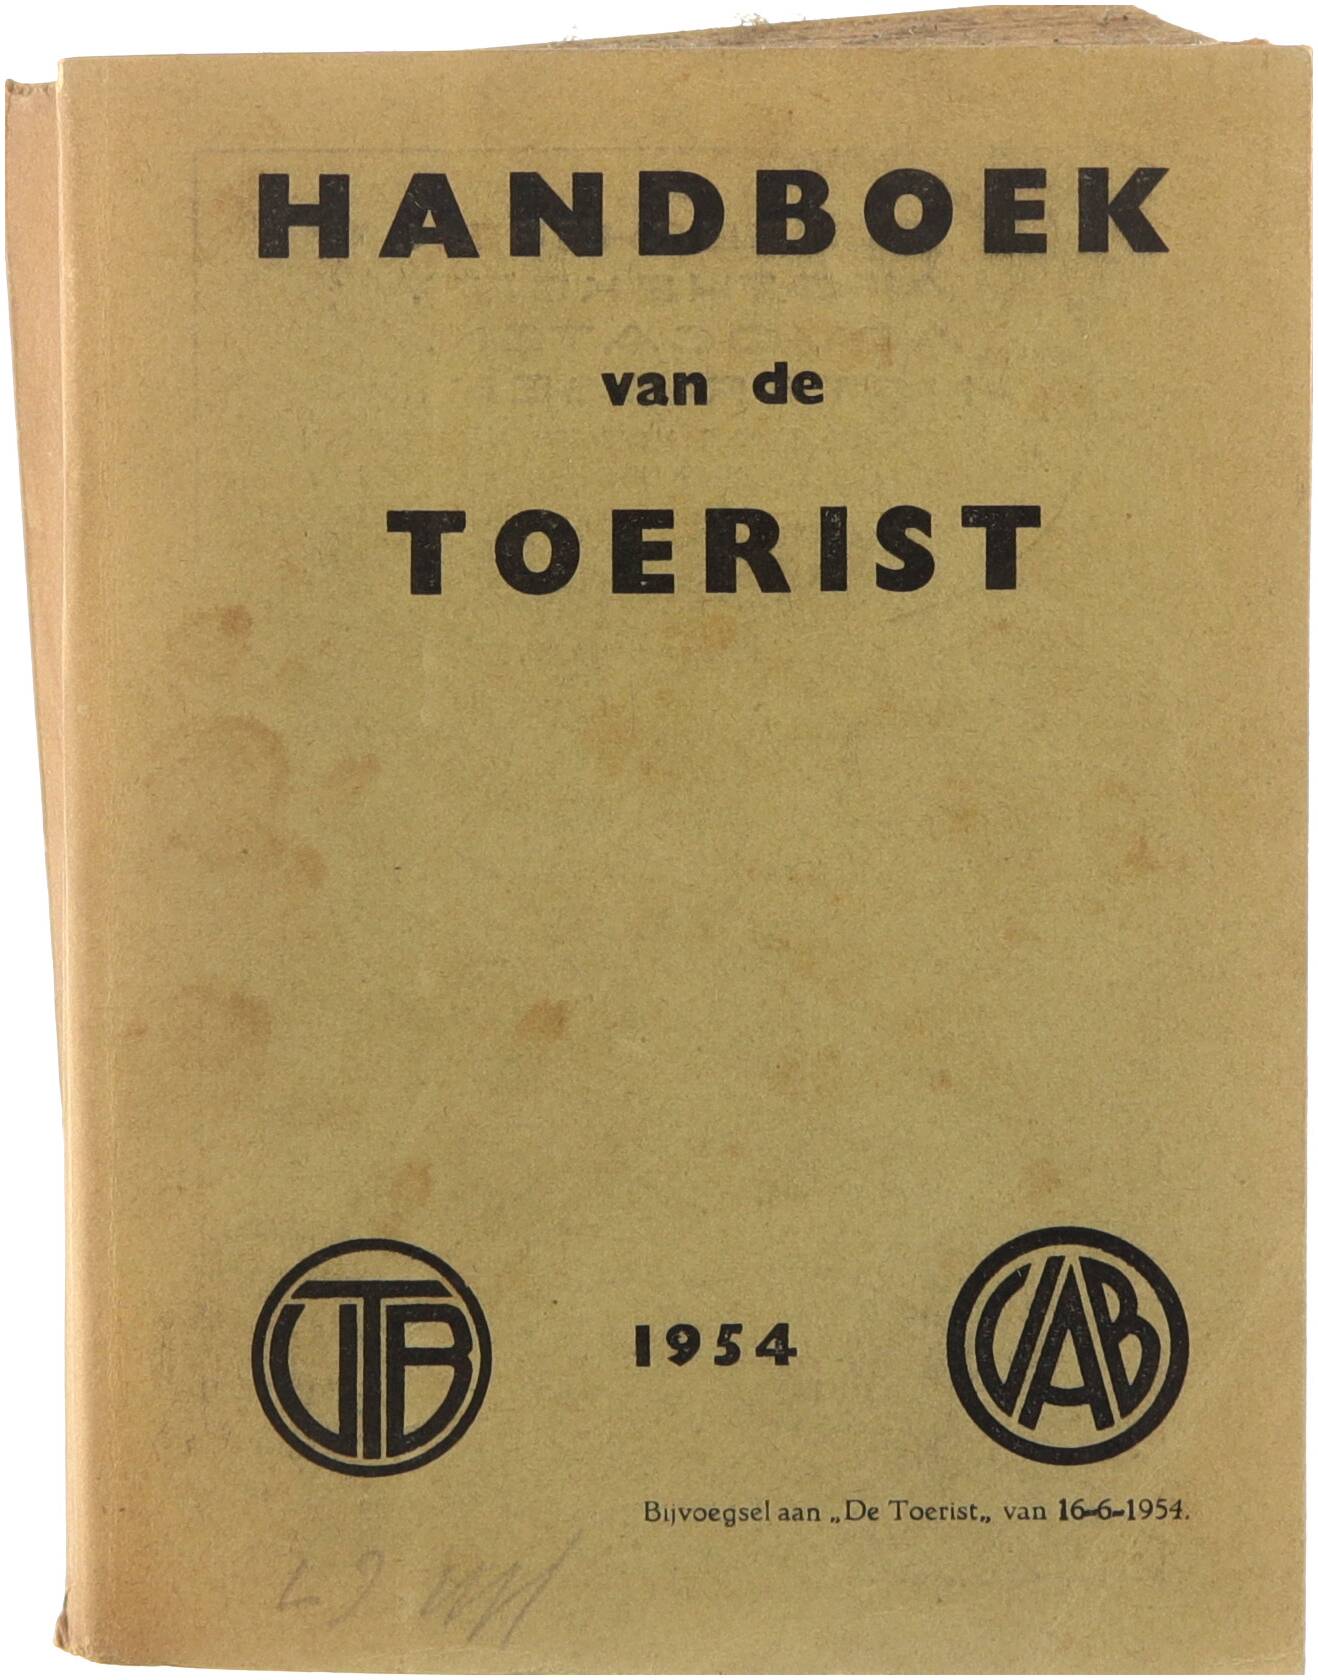 HANDBOEK
van de
TOERIST
VTB
1954
VAB
Bijvoegsel aan „De Toerist„ van 16-6-1954.